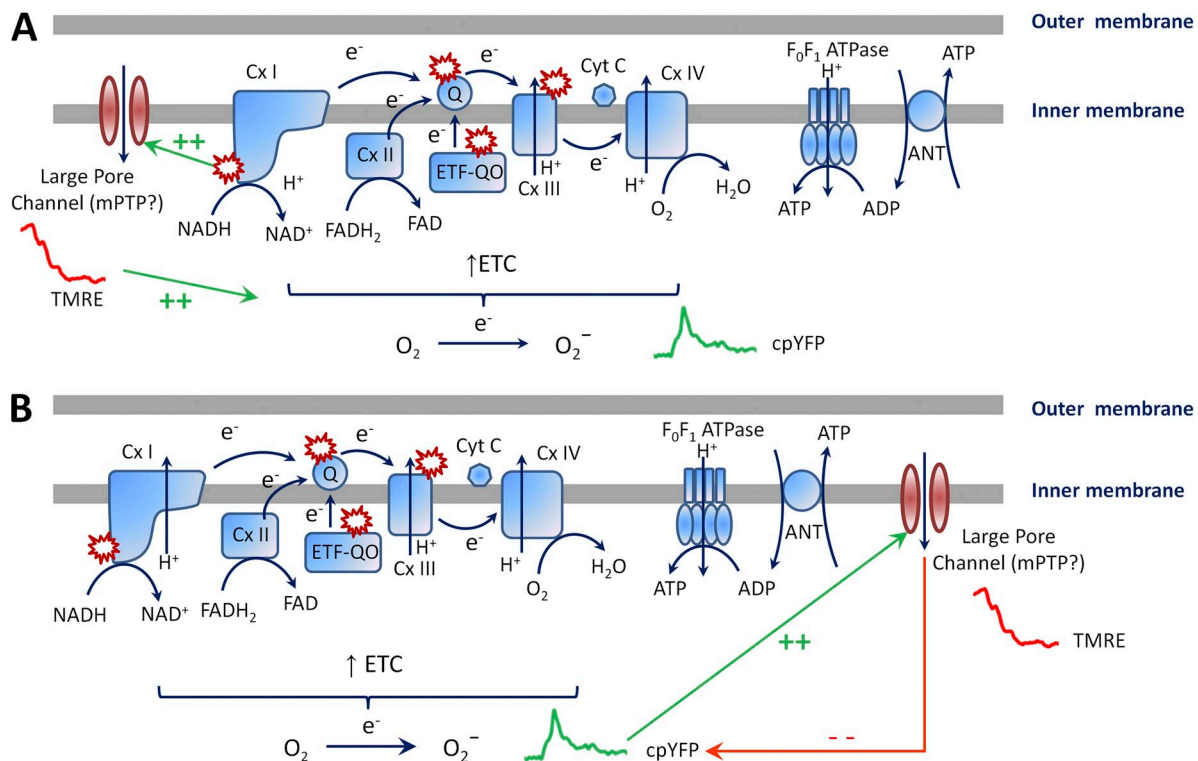 A
Outer membrane
F₀F₁ ATPase
ATP
e⁻
e⁻
Cx I
Cyt C
Cx IV
H⁺
Q
e⁻
Inner membrane
++
e⁻
Cx II
ETF-QO
H⁺
e⁻
ANT
Large Pore
Channel (mPTP?)
H⁺
Cx III
H⁺
H₂O
O₂
NADH
NAD⁺
FADH₂
FAD
ATP
ADP
TMRE
++
↑ETC
e⁻
O₂
O₂⁻
cpYFP
B
Outer membrane
F₀F₁ ATPase
ATP
e⁻
e⁻
Cx I
Cyt C
Cx IV
H⁺
Q
e⁻
Inner membrane
Cx II
e⁻
ETF-QO
H⁺
H⁺
e⁻
H⁺
ANT
Large Pore
Channel (mPTP?)
Cx III
O₂
H₂O
NADH
NAD⁺
FADH₂
FAD
ATP
ADP
++
TMRE
↑ ETC
e⁻
O₂
O₂⁻
cpYFP
- -